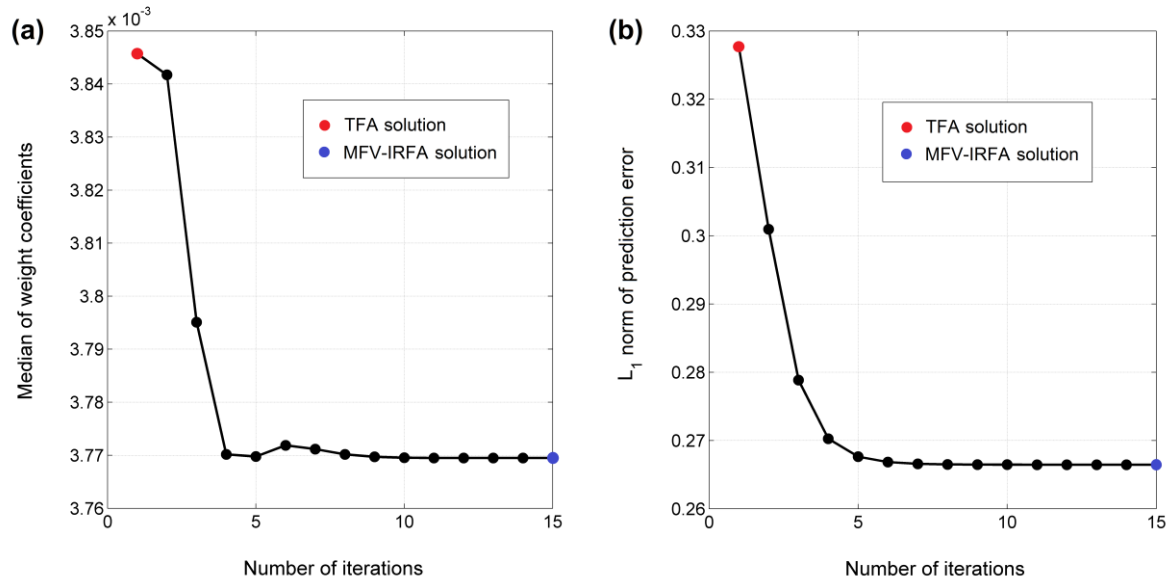 (a)
x 10⁻³
3.85
3.84
3.83
3.82
3.81
3.8
3.79
3.78
3.77
3.76
0
5
10
15
Median of weight coefficients
Number of iterations
TFA solution
MFV-IRFA solution
(b)
0.33
0.32
0.31
0.3
0.29
0.28
0.27
0.26
0
5
10
15
L₁ norm of prediction error
Number of iterations
TFA solution
MFV-IRFA solution